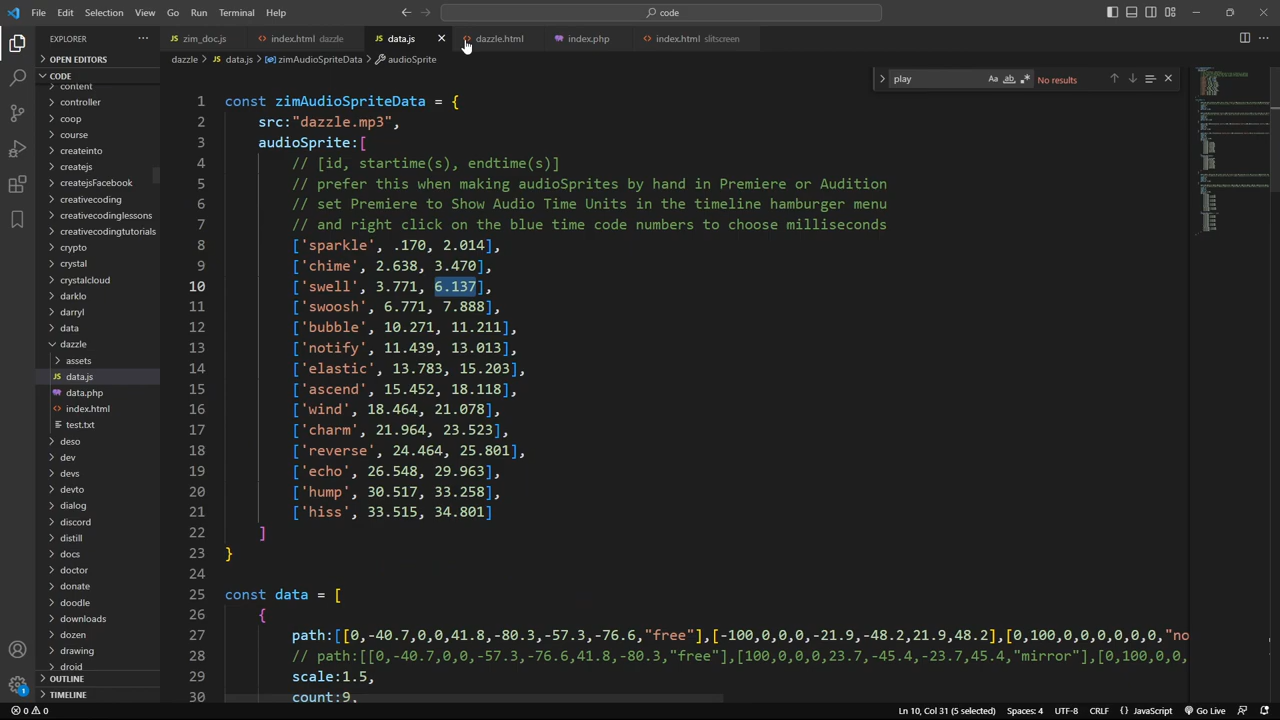 File Edit Selection View Go Run Terminal Help code
EXPLORER zim_doc.js index.html dazzle data.js dazzle.html index.php index.html slitscreen
OPEN EDITORS dazzle > data.js > zimAudioSpriteData > audioSprite
CODE play Aa ab No results
content
controller
coop
course
createinto
createjs
createjsFacebook
creativecoding
creativecodinglessons
creativecodingtutorials
crypto
crystal
crystalcloud
darklo
darryl
data
dazzle
assets
data.js
data.php
index.html
test.txt
deso
dev
devs
devto
dialog
discord
distill
docs
doctor
donate
doodle
downloads
dozen
drawing
droid
OUTLINE
TIMELINE
1 const zimAudioSpriteData = {
2 src:"dazzle.mp3",
3 audioSprite:[
4 // [id, startime(s), endtime(s)]
5 // prefer this when making audioSprites by hand in Premiere or Audition
6 // set Premiere to Show Audio Time Units in the timeline hamburger menu
7 // and right click on the blue time code numbers to choose milliseconds
8 ['sparkle', .170, 2.014],
9 ['chime', 2.638, 3.470],
10 ['swell', 3.771, 6.137],
11 ['swoosh', 6.771, 7.888],
12 ['bubble', 10.271, 11.211],
13 ['notify', 11.439, 13.013],
14 ['elastic', 13.783, 15.203],
15 ['ascend', 15.452, 18.118],
16 ['wind', 18.464, 21.078],
17 ['charm', 21.964, 23.523],
18 ['reverse', 24.464, 25.801],
19 ['echo', 26.548, 29.963],
20 ['hump', 30.517, 33.258],
21 ['hiss', 33.515, 34.801]
22 ]
23 }
24
25 const data = [
26 {
27 path:[[0,-40.7,0,0,41.8,-80.3,-57.3,-76.6,"free"],[-100,0,0,0,-21.9,-48.2,21.9,48.2],[0,100,0,0,0,0,0,0,"no
28 // path:[[0,-40.7,0,0,-57.3,-76.6,41.8,-80.3,"free"],[100,0,0,0,23.7,-45.4,-23.7,45.4,"mirror"],[0,100,0,0,
29 scale:1.5,
30 count:9,
1 0 0 Ln 10, Col 31 (5 selected) Spaces: 4 UTF-8 CRLF {} JavaScript Go Live